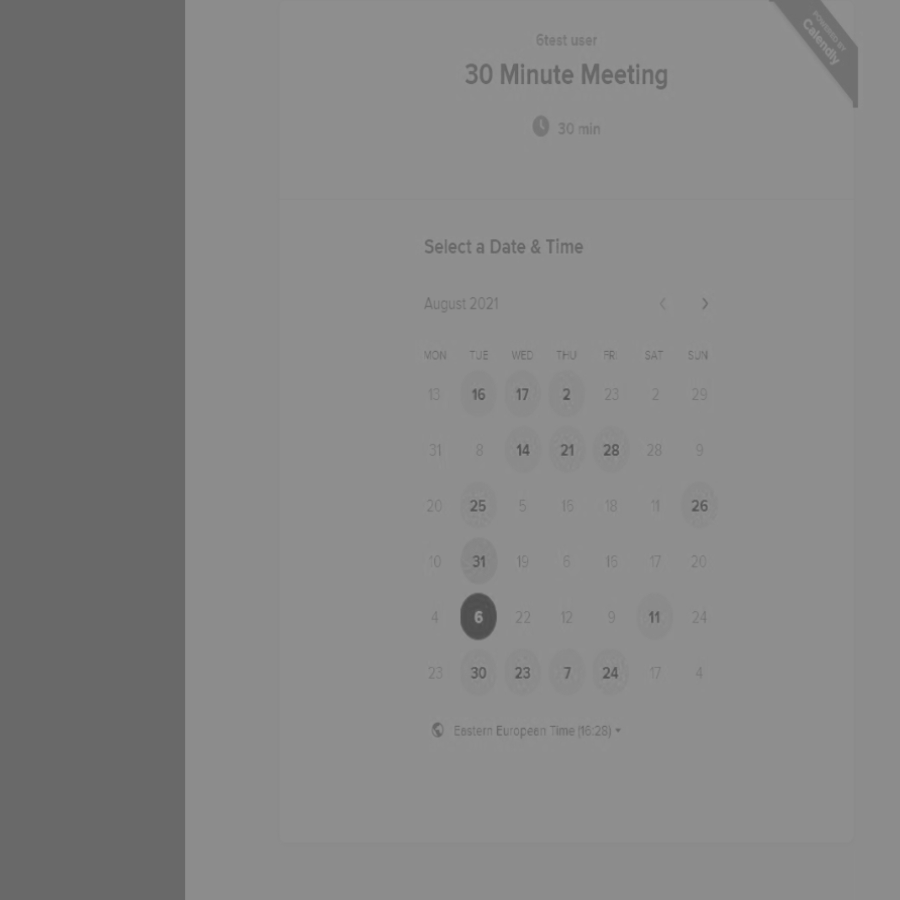 POWERED BY
Calendly
6test user
30 Minute Meeting
30 min
Select a Date & Time
August 2021
MON TUE WED THU FRI SAT SUN
13 16 17 2 23 2 29
31 8 14 21 28 28 9
20 25 5 15 18 11 26
10 31 19 6 16 17 20
4 6 22 12 9 11 24
23 30 23 7 24 17 4
Eastern European Time (16:28)